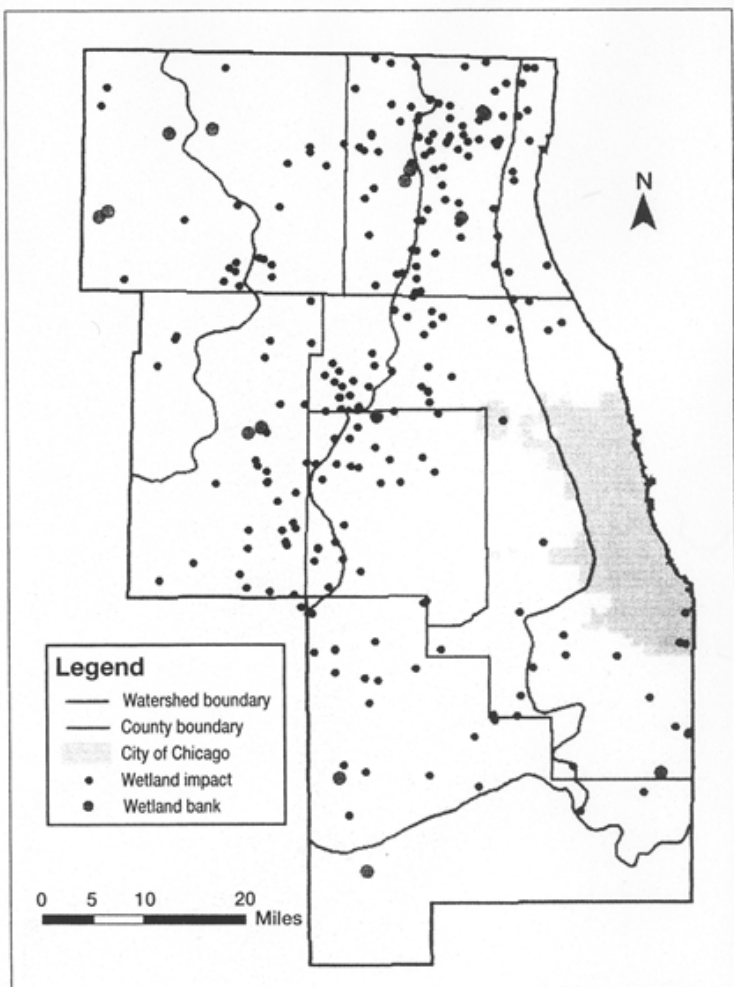 N
Legend
Watershed boundary
County boundary
City of Chicago
Wetland impact
Wetland bank
0 5 10 20 Miles